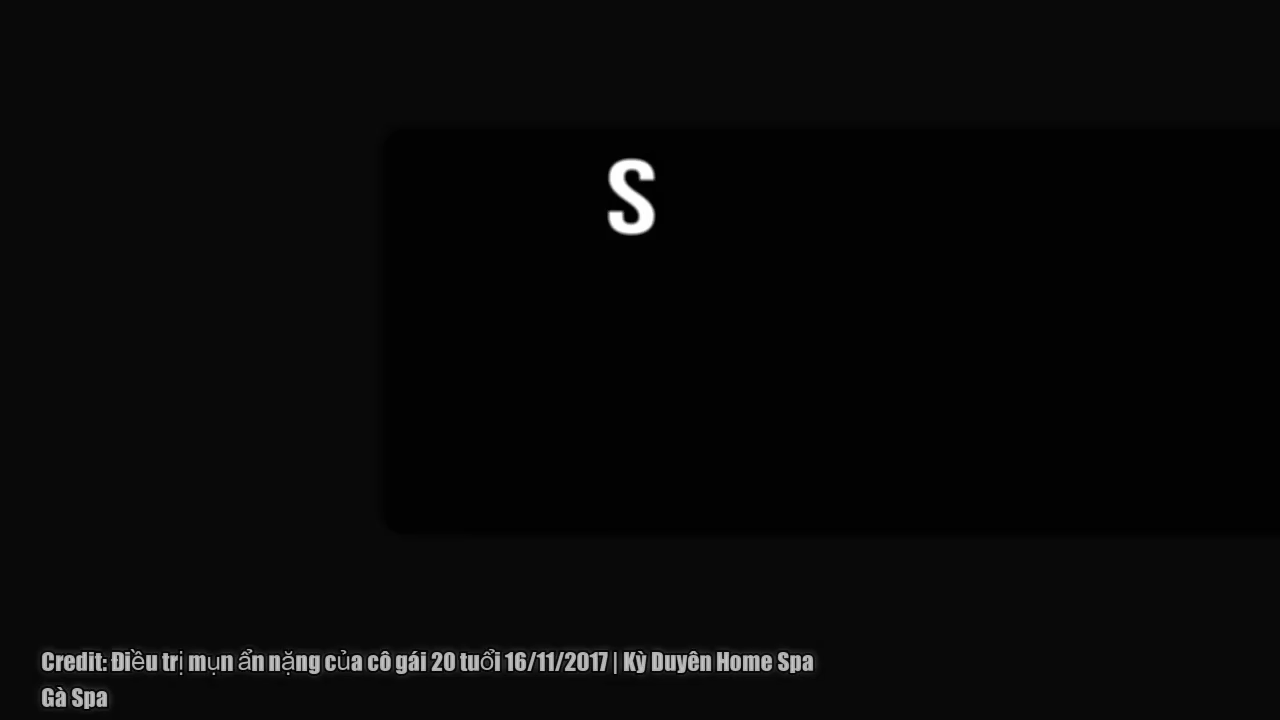 S
Credit: Điều trị mụn ẩn nặng của cô gái 20 tuổi 16/11/2017 | Kỳ Duyên Home Spa
Gà Spa